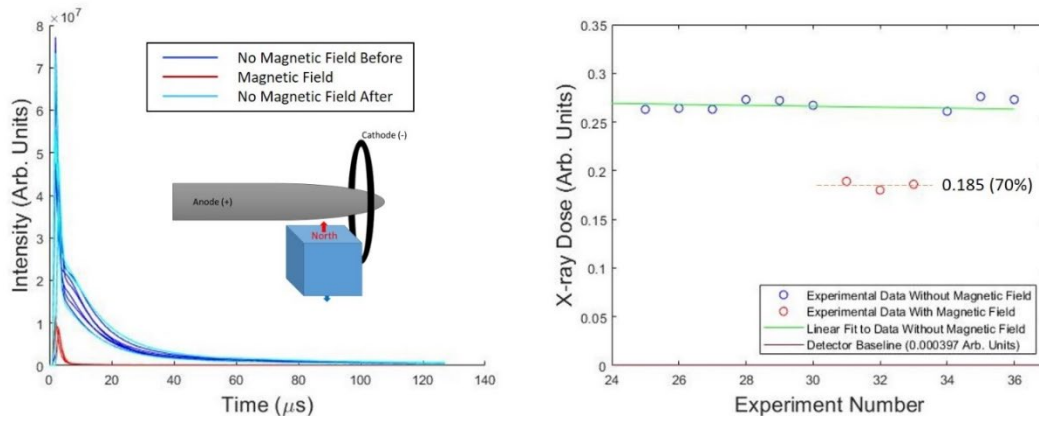 × 10⁷
8
7
6
5
4
3
2
1
0
Intensity (Arb. Units)
No Magnetic Field Before
Magnetic Field
No Magnetic Field After
Cathode (-)
Anode (+)
North
0 20 40 60 80 100 120 140
Time (μs)
0.35
0.3
0.25
0.2
0.15
0.1
0.05
0
X-ray Dose (Arb. Units)
0.185 (70%)
Experimental Data Without Magnetic Field
Experimental Data With Magnetic Field
Linear Fit to Data Without Magnetic Field
Detector Baseline (0.000397 Arb. Units)
24 26 28 30 32 34 36
Experiment Number